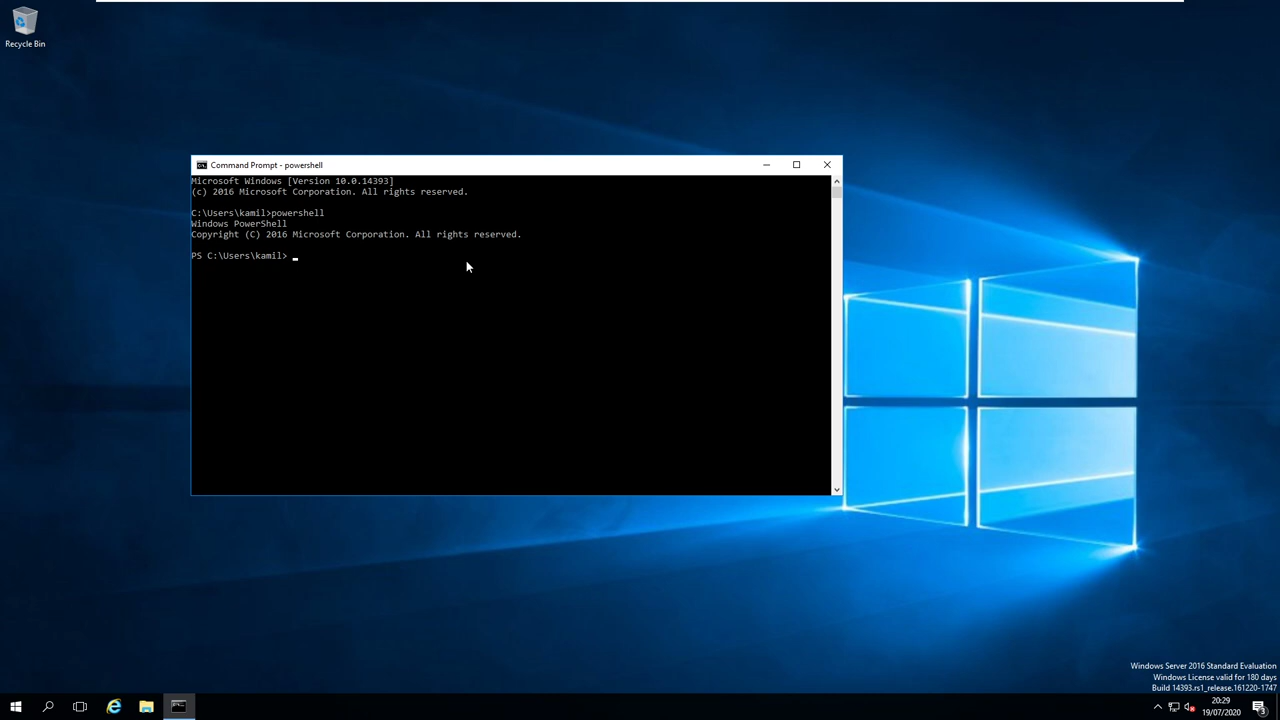 Recycle Bin
Command Prompt - powershell
Microsoft Windows [Version 10.0.14393]
(c) 2016 Microsoft Corporation. All rights reserved.
C:\Users\kamil>powershell
Windows PowerShell
Copyright (C) 2016 Microsoft Corporation. All rights reserved.
PS C:\Users\kamil> _
Windows Server 2016 Standard Evaluation
Windows License valid for 180 days
Build 14393.rs1_release.161220-1747
20:29
19/07/2020
3